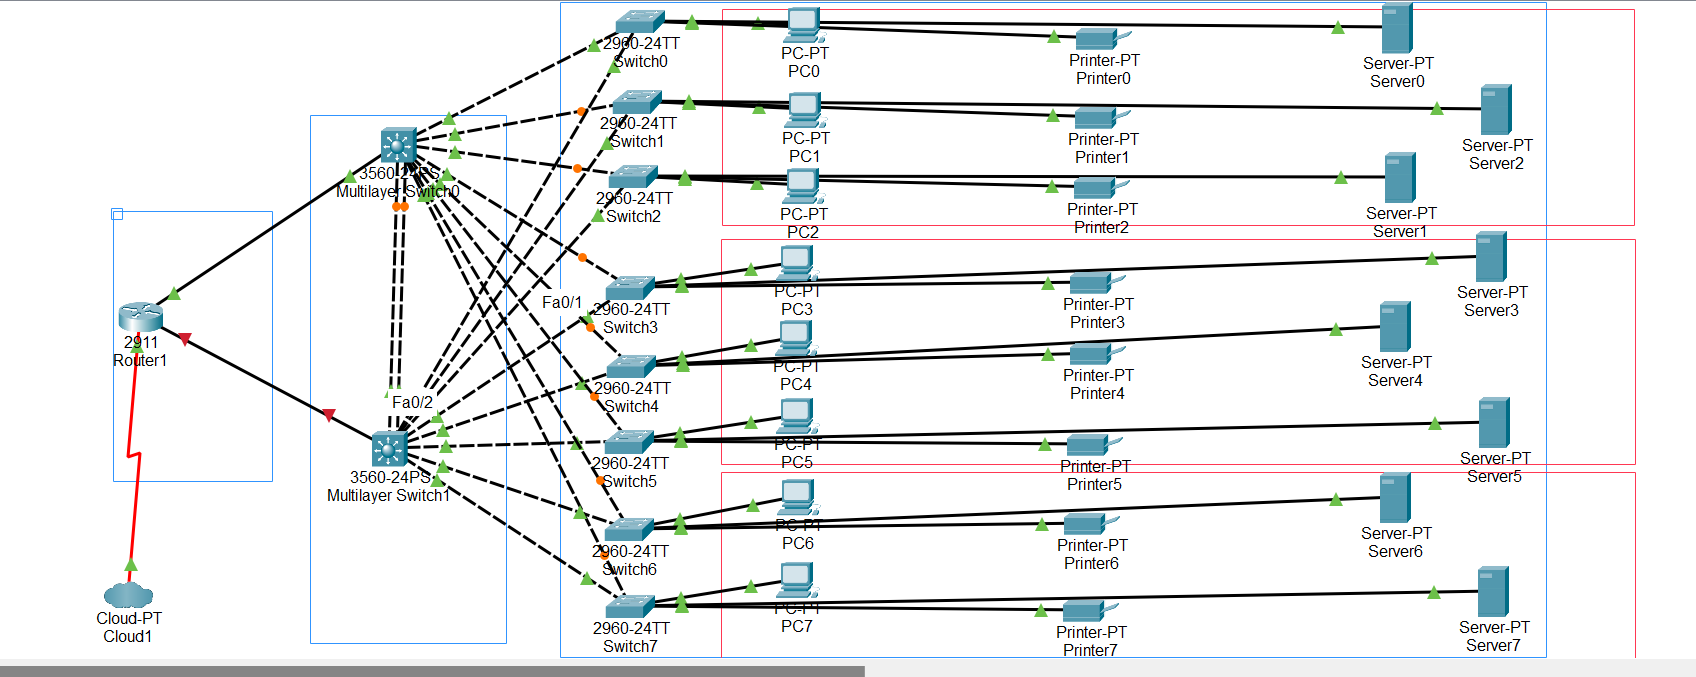 2960-24TT
Switch0
PC-PT
PC0
Printer-PT
Printer0
Server-PT
Server0
2960-24TT
Switch1
PC-PT
PC1
Printer-PT
Printer1
Server-PT
Server2
3560-24PS
Multilayer Switch0
2960-24TT
Switch2
PC-PT
PC2
Printer-PT
Printer2
Server-PT
Server1
Fa0/1
2960-24TT
Switch3
PC-PT
PC3
Printer-PT
Printer3
Server-PT
Server3
2911
Router1
2960-24TT
Switch4
PC-PT
PC4
Printer-PT
Printer4
Server-PT
Server4
Fa0/2
3560-24PS
Multilayer Switch1
2960-24TT
Switch5
PC-PT
PC5
Printer-PT
Printer5
Server-PT
Server5
2960-24TT
Switch6
PC-PT
PC6
Printer-PT
Printer6
Server-PT
Server6
Cloud-PT
Cloud1
2960-24TT
Switch7
PC-PT
PC7
Printer-PT
Printer7
Server-PT
Server7